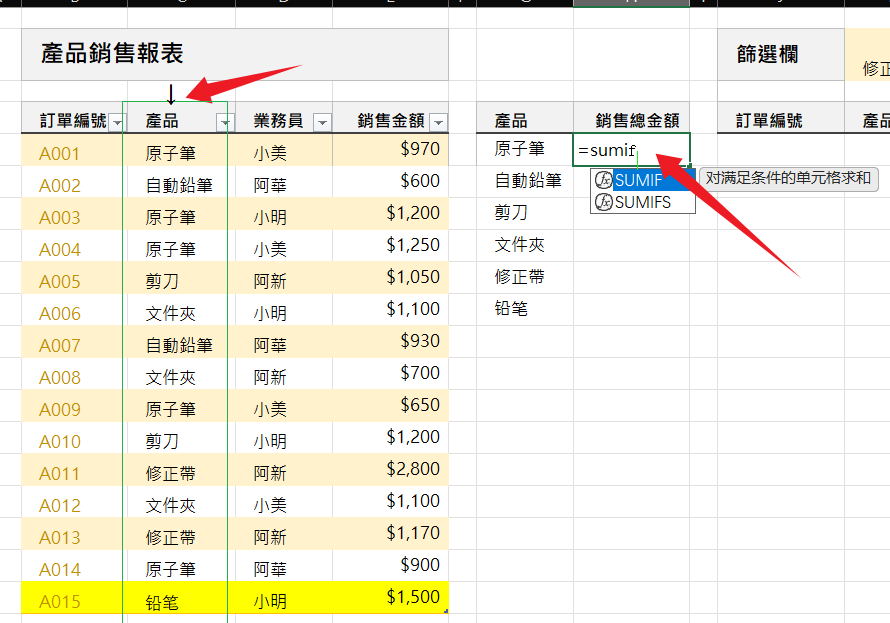 產品銷售報表
篩選欄
修正
訂單編號 產品 業務員 銷售金額
產品 銷售總金額
訂單編號 產品
A001 原子筆 小美 $970
原子筆 =sumif
A002 自動鉛筆 阿華 $600
自動鉛筆
SUMIF 对满足条件的单元格求和
SUMIFS
A003 原子筆 小明 $1,200
剪刀
A004 原子筆 小美 $1,250
文件夾
A005 剪刀 阿新 $1,050
修正帶
A006 文件夾 小明 $1,100
铅笔
A007 自動鉛筆 阿華 $930
A008 文件夾 阿新 $700
A009 原子筆 小美 $650
A010 剪刀 小明 $1,200
A011 修正帶 阿新 $2,800
A012 文件夾 小美 $1,100
A013 修正帶 阿新 $1,170
A014 原子筆 阿華 $900
A015 铅笔 小明 $1,500